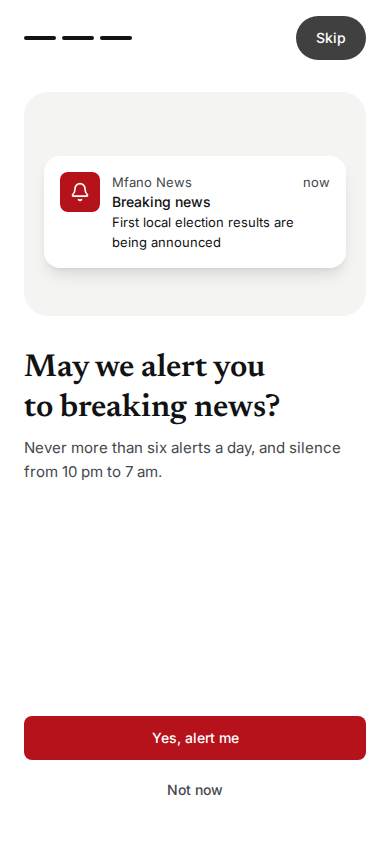 Skip
Mfano News now
Breaking news
First local election results are
being announced
May we alert you
to breaking news?
Never more than six alerts a day, and silence
from 10 pm to 7 am.
Yes, alert me
Not now